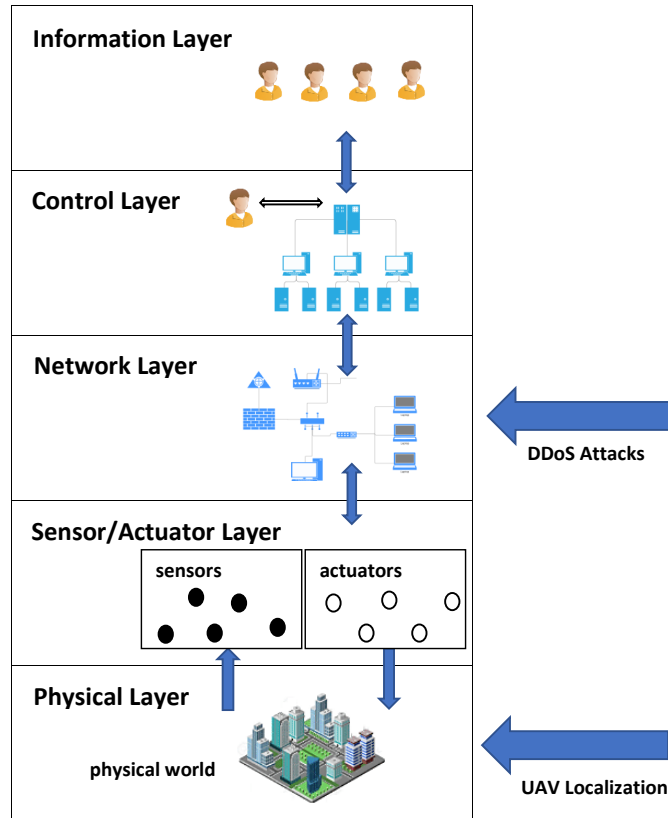 Information Layer
Control Layer
Network Layer
DDoS Attacks
Sensor/Actuator Layer
sensors
actuators
Physical Layer
physical world
UAV Localization